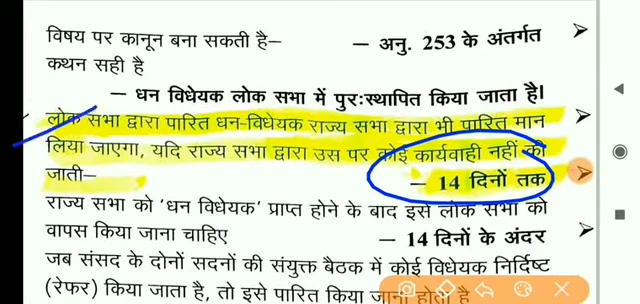 विषय पर कानून बना सकती है– – अनु. 253 के अंतर्गत
कथन सही है
– धन विधेयक लोक सभा में पुरःस्थापित किया जाता है।
लोक सभा द्वारा पारित धन-विधेयक राज्य सभा द्वारा भी पारित मान
लिया जाएगा, यदि राज्य सभा द्वारा उस पर कोई कार्यवाही नहीं की
जाती– – 14 दिनों तक
राज्य सभा को 'धन विधेयक' प्राप्त होने के बाद इसे लोक सभा को
वापस किया जाना चाहिए – 14 दिनों के अंदर
जब संसद के दोनों सदनों की संयुक्त बैठक में कोई विधेयक निर्दिष्ट
(रेफर) किया जाता है, तो इसे पारित किया जाना होता है